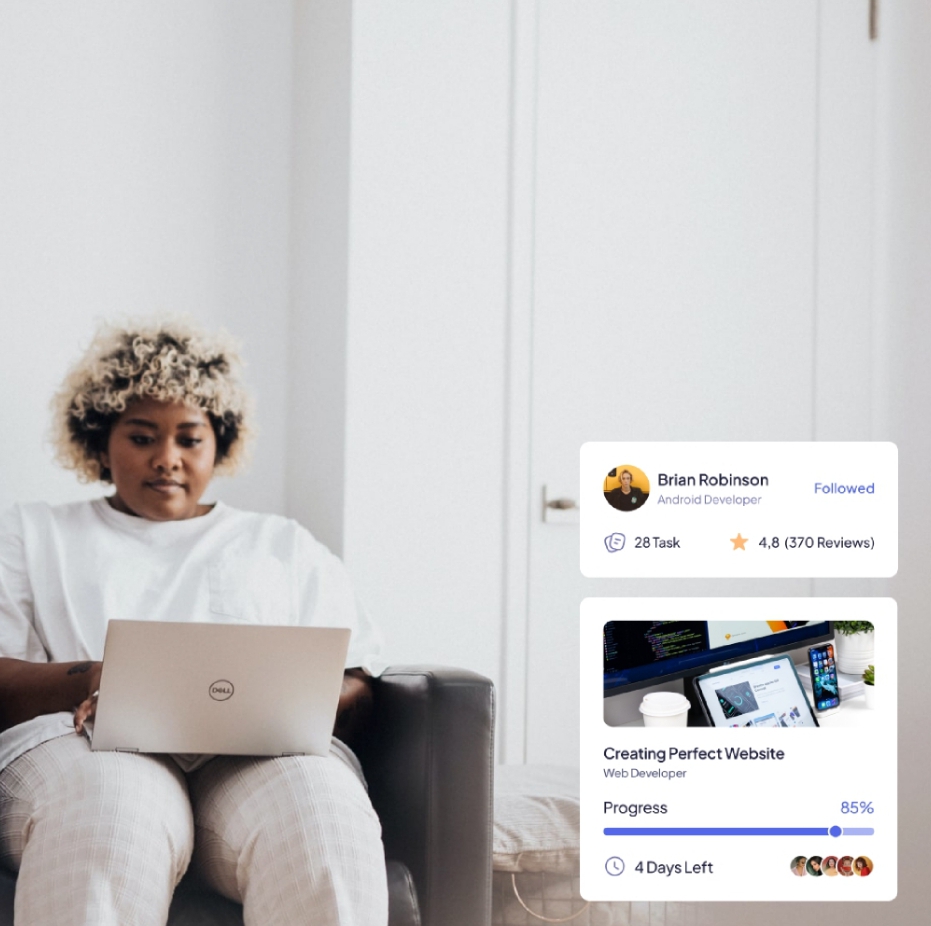 DELL
Brian Robinson
Android Developer
Followed
28 Task
4,8 (370 Reviews)
Creating Perfect Website
Web Developer
Progress
85%
4 Days Left